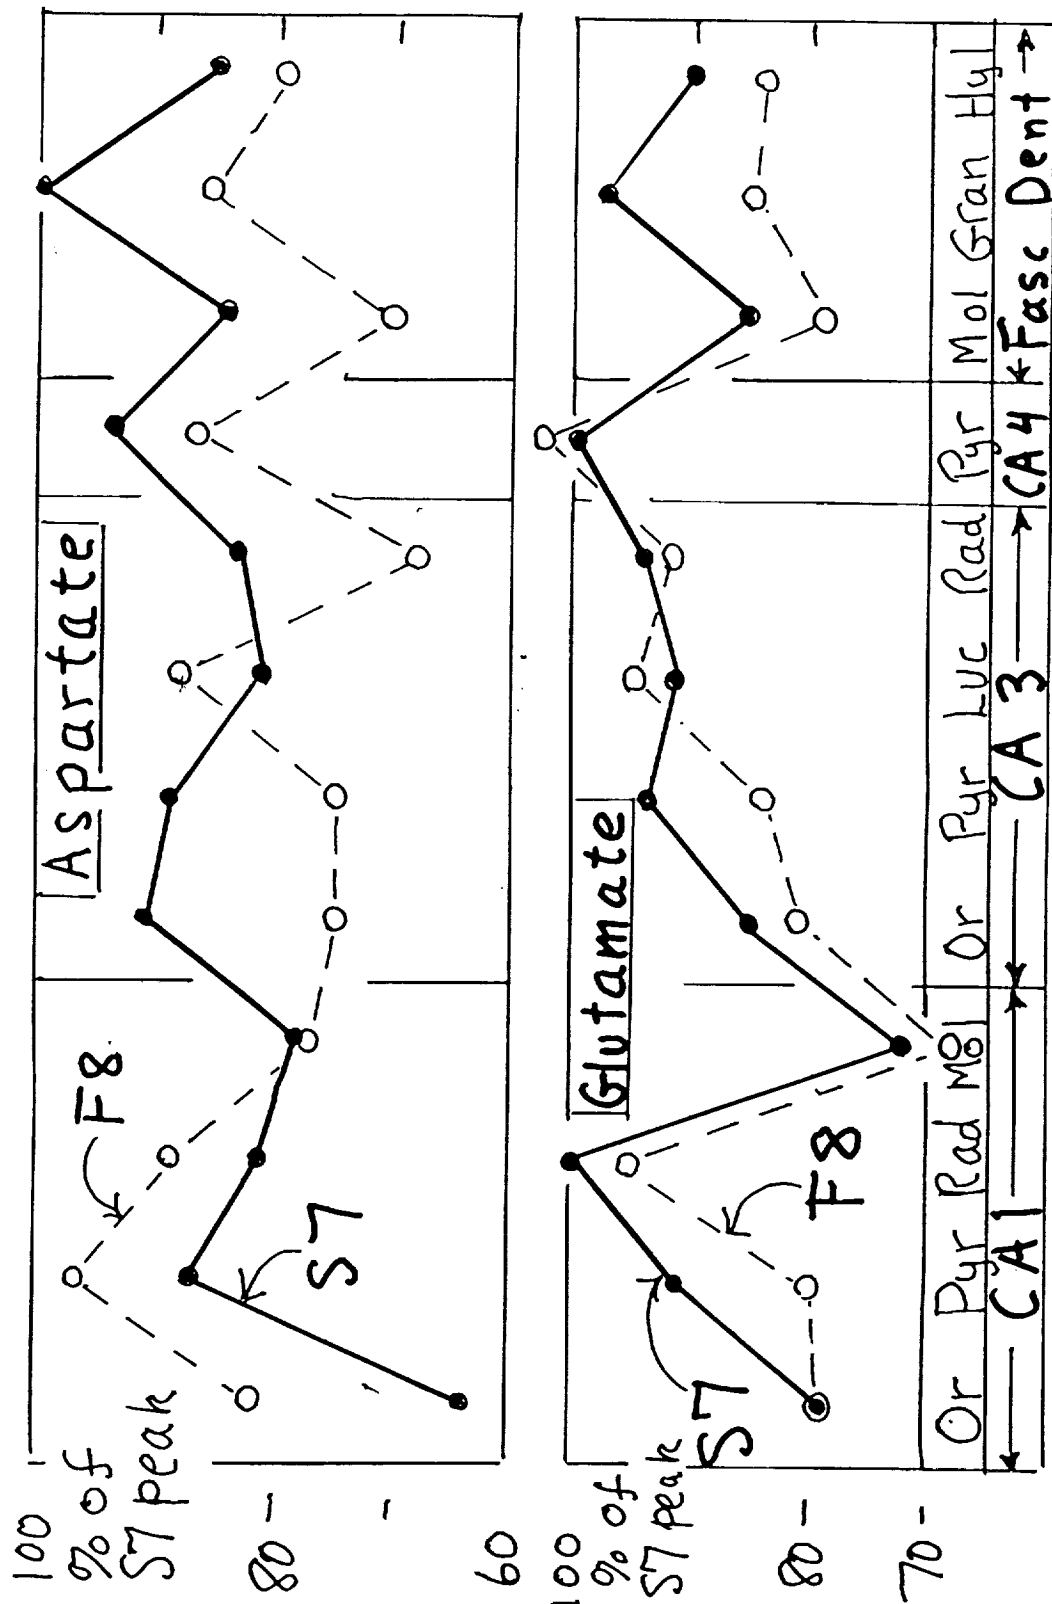 100
% of
S7 peak
80
60
Aspartate
F8
S7
100
% of
S7 peak
80
70
Glutamate
S7
F8
Or Pyr Rad Mol Or Pyr Luc Rad Pyr Mol Gran Hyl
CA1 CA3 CA4 Fasc Dent